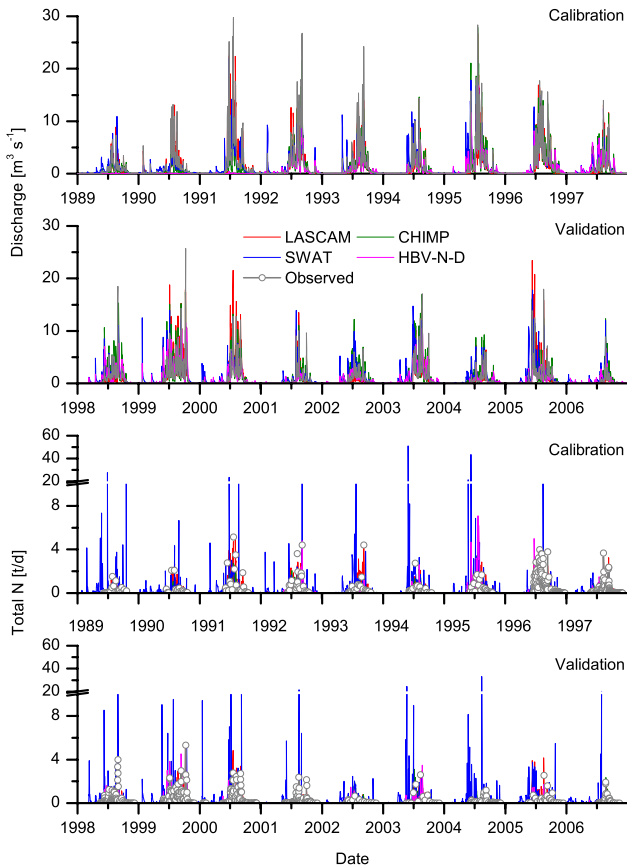 30
Calibration
20
10
0
1989 1990 1991 1992 1993 1994 1995 1996 1997
Discharge [m³ s⁻¹]
30
Validation
LASCAM CHIMP
SWAT HBV-N-D
Observed
20
10
0
1998 1999 2000 2001 2002 2003 2004 2005 2006
60
Calibration
40
20
8
4
0
1989 1990 1991 1992 1993 1994 1995 1996 1997
Total N [t/d]
60
Validation
40
20
8
4
0
1998 1999 2000 2001 2002 2003 2004 2005 2006
Date